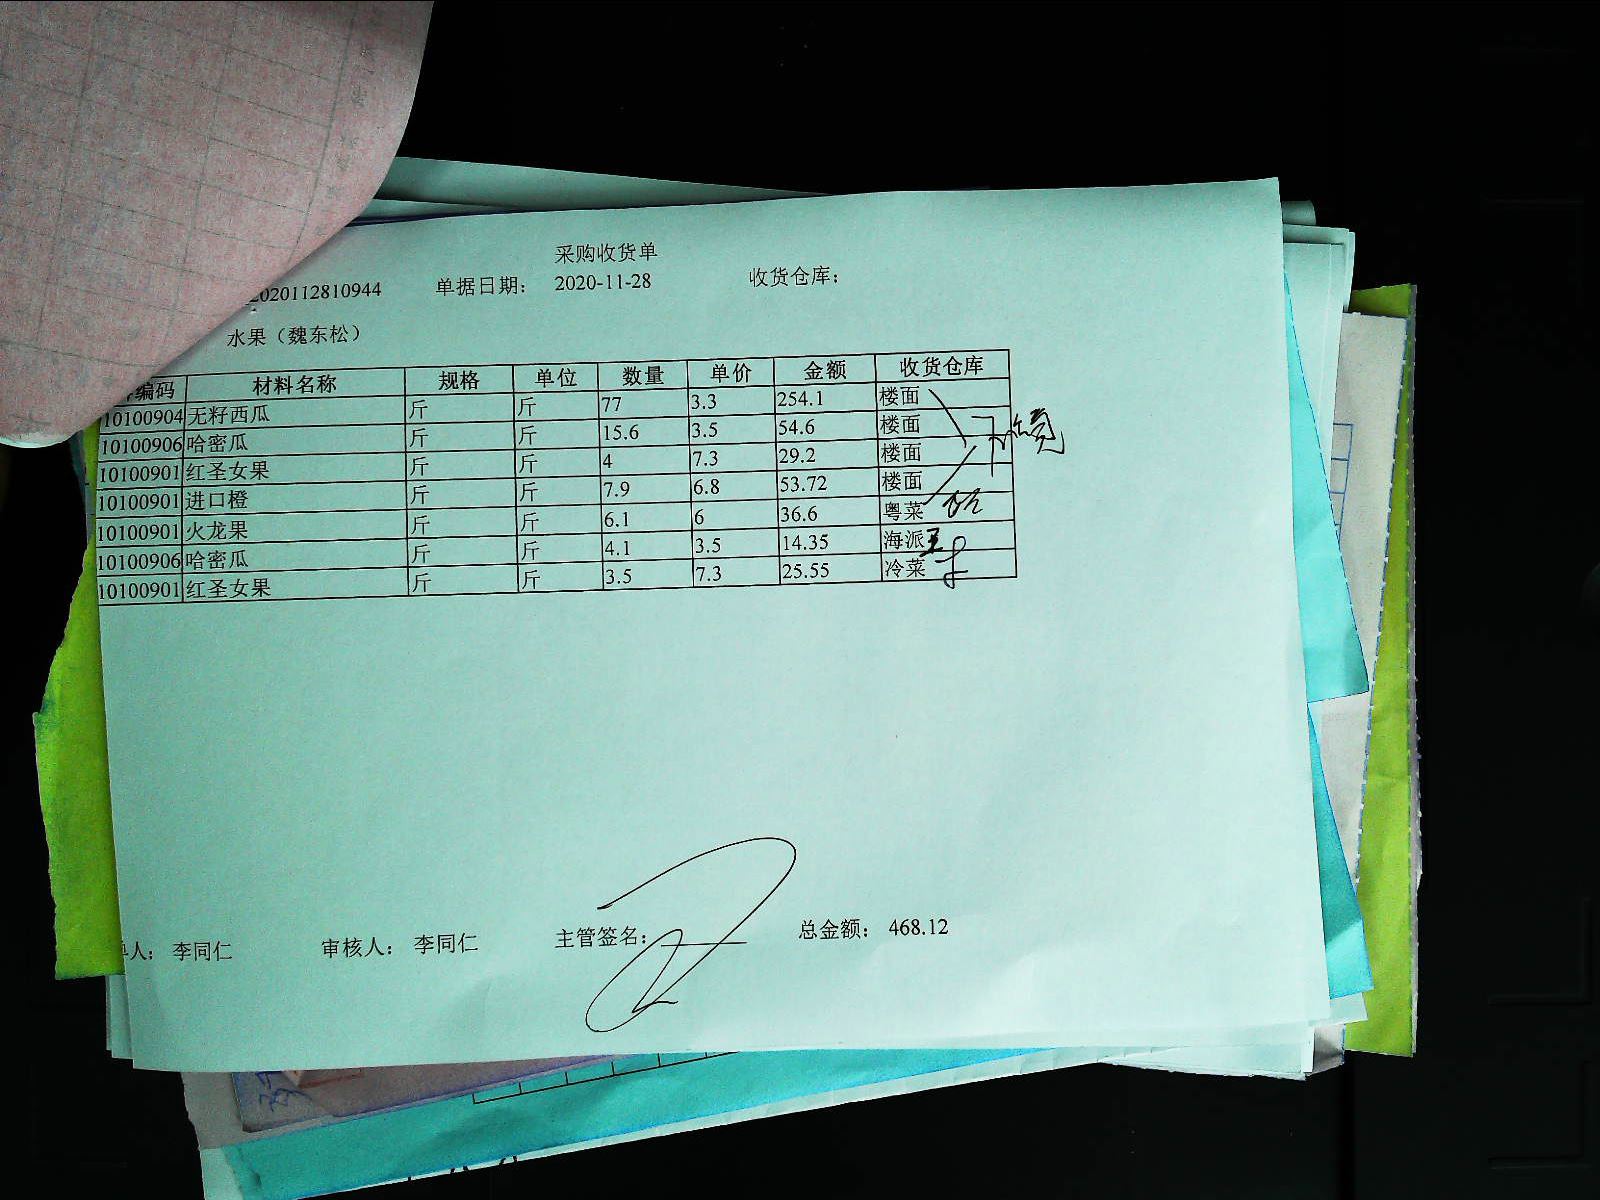 采购收货单
2020112810944 单据日期： 2020-11-28 收货仓库：
水果（魏东松）
编码 材料名称 规格 单位 数量 单价 金额 收货仓库
10100904 无籽西瓜 斤 斤 77 3.3 254.1 楼面
10100906 哈密瓜 斤 斤 15.6 3.5 54.6 楼面
10100901 红圣女果 斤 斤 4 7.3 29.2 楼面
10100901 进口橙 斤 斤 7.9 6.8 53.72 楼面
10100901 火龙果 斤 斤 6.1 6 36.6 粤菜
10100906 哈密瓜 斤 斤 4.1 3.5 14.35 海派
10100901 红圣女果 斤 斤 3.5 7.3 25.55 冷菜
人： 李同仁 审核人： 李同仁 主管签名： 总金额： 468.12